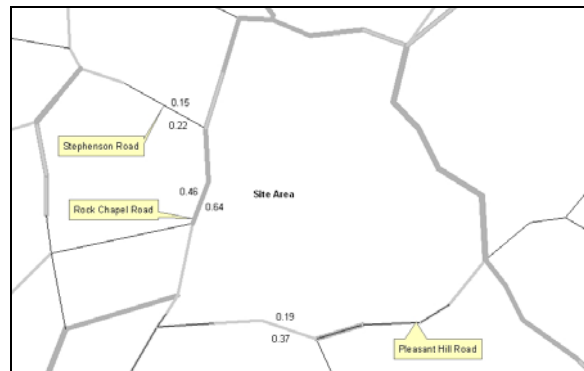 0.15
0.22
Stephenson Road
0.46
Site Area
Rock Chapel Road
0.64
0.19
0.37
Pleasant Hill Road